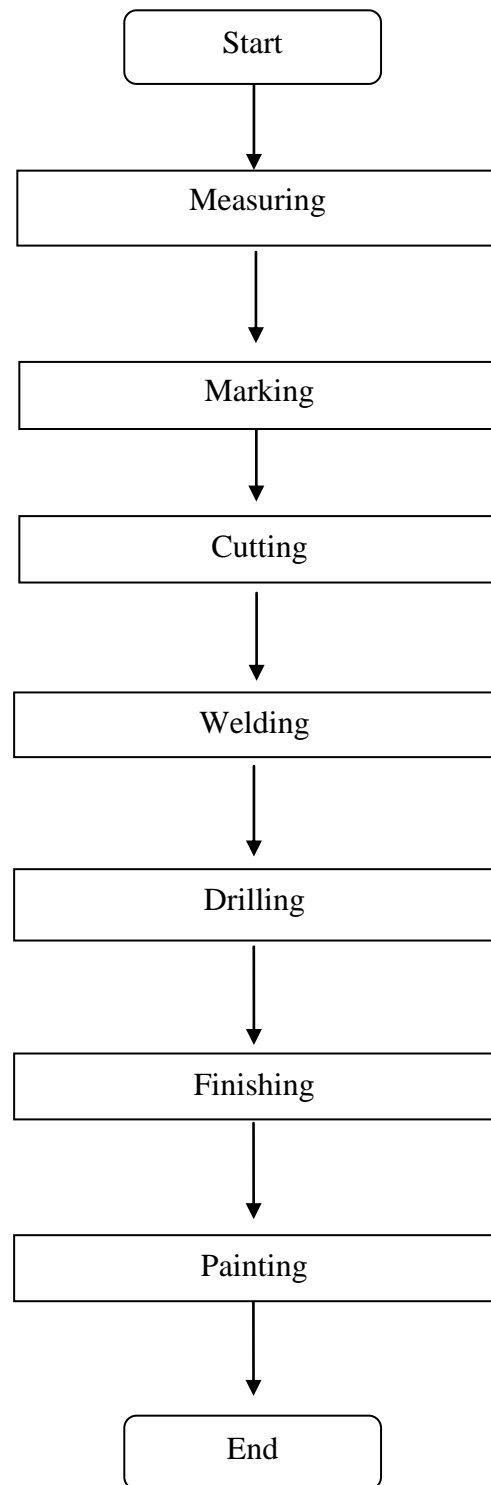 Start
Measuring
Marking
Cutting
Welding
Drilling
Finishing
Painting
End